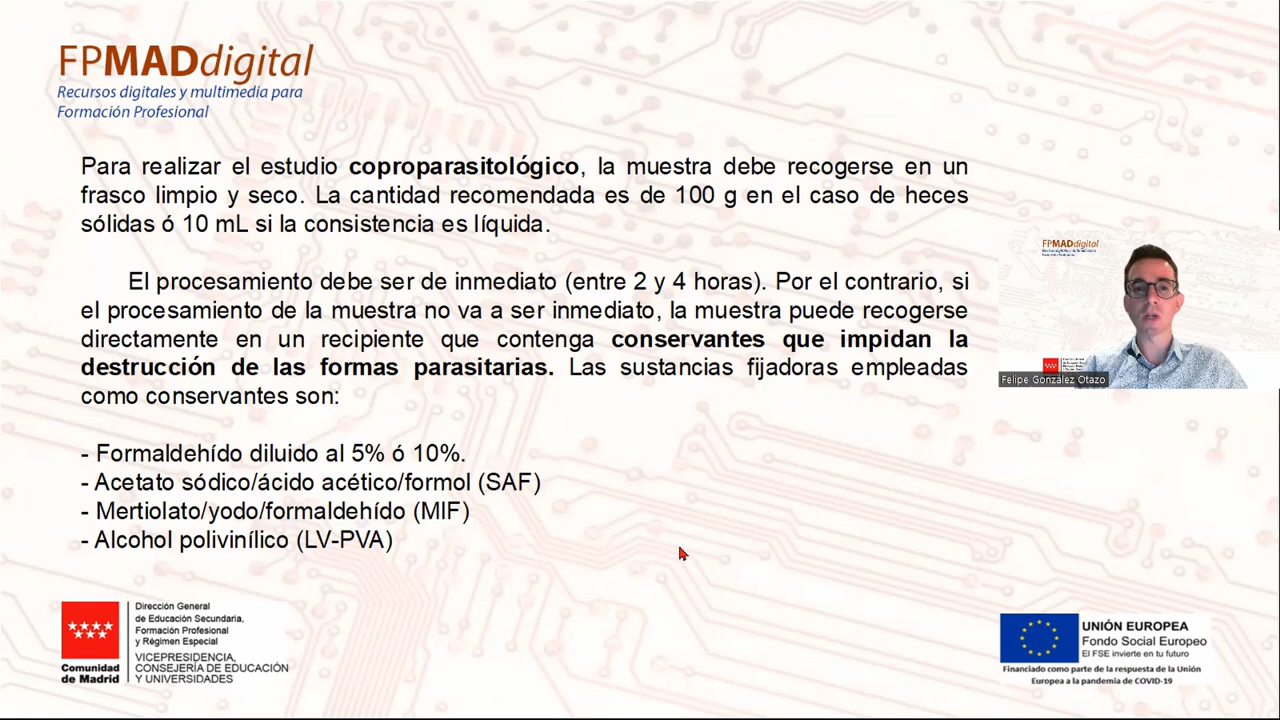 FPMADdigital
Recursos digitales y multimedia para
Formación Profesional
Para realizar el estudio coproparasitológico, la muestra debe recogerse en un
frasco limpio y seco. La cantidad recomendada es de 100 g en el caso de heces
sólidas ó 10 mL si la consistencia es líquida.
El procesamiento debe ser de inmediato (entre 2 y 4 horas). Por el contrario, si
el procesamiento de la muestra no va a ser inmediato, la muestra puede recogerse
directamente en un recipiente que contenga conservantes que impidan la
destrucción de las formas parasitarias. Las sustancias fijadoras empleadas
como conservantes son:
- Formaldehído diluido al 5% ó 10%.
- Acetato sódico/ácido acético/formol (SAF)
- Mertiolato/yodo/formaldehído (MIF)
- Alcohol polivinílico (LV-PVA)
FPMADdigital
Felipe González Otazo
Comunidad
de Madrid
Dirección General
de Educación Secundaria,
Formación Profesional
y Régimen Especial
VICEPRESIDENCIA,
CONSEJERÍA DE EDUCACIÓN
Y UNIVERSIDADES
UNIÓN EUROPEA
Fondo Social Europeo
El FSE invierte en tu futuro
Financiado como parte de la respuesta de la Unión
Europea a la pandemia de COVID-19